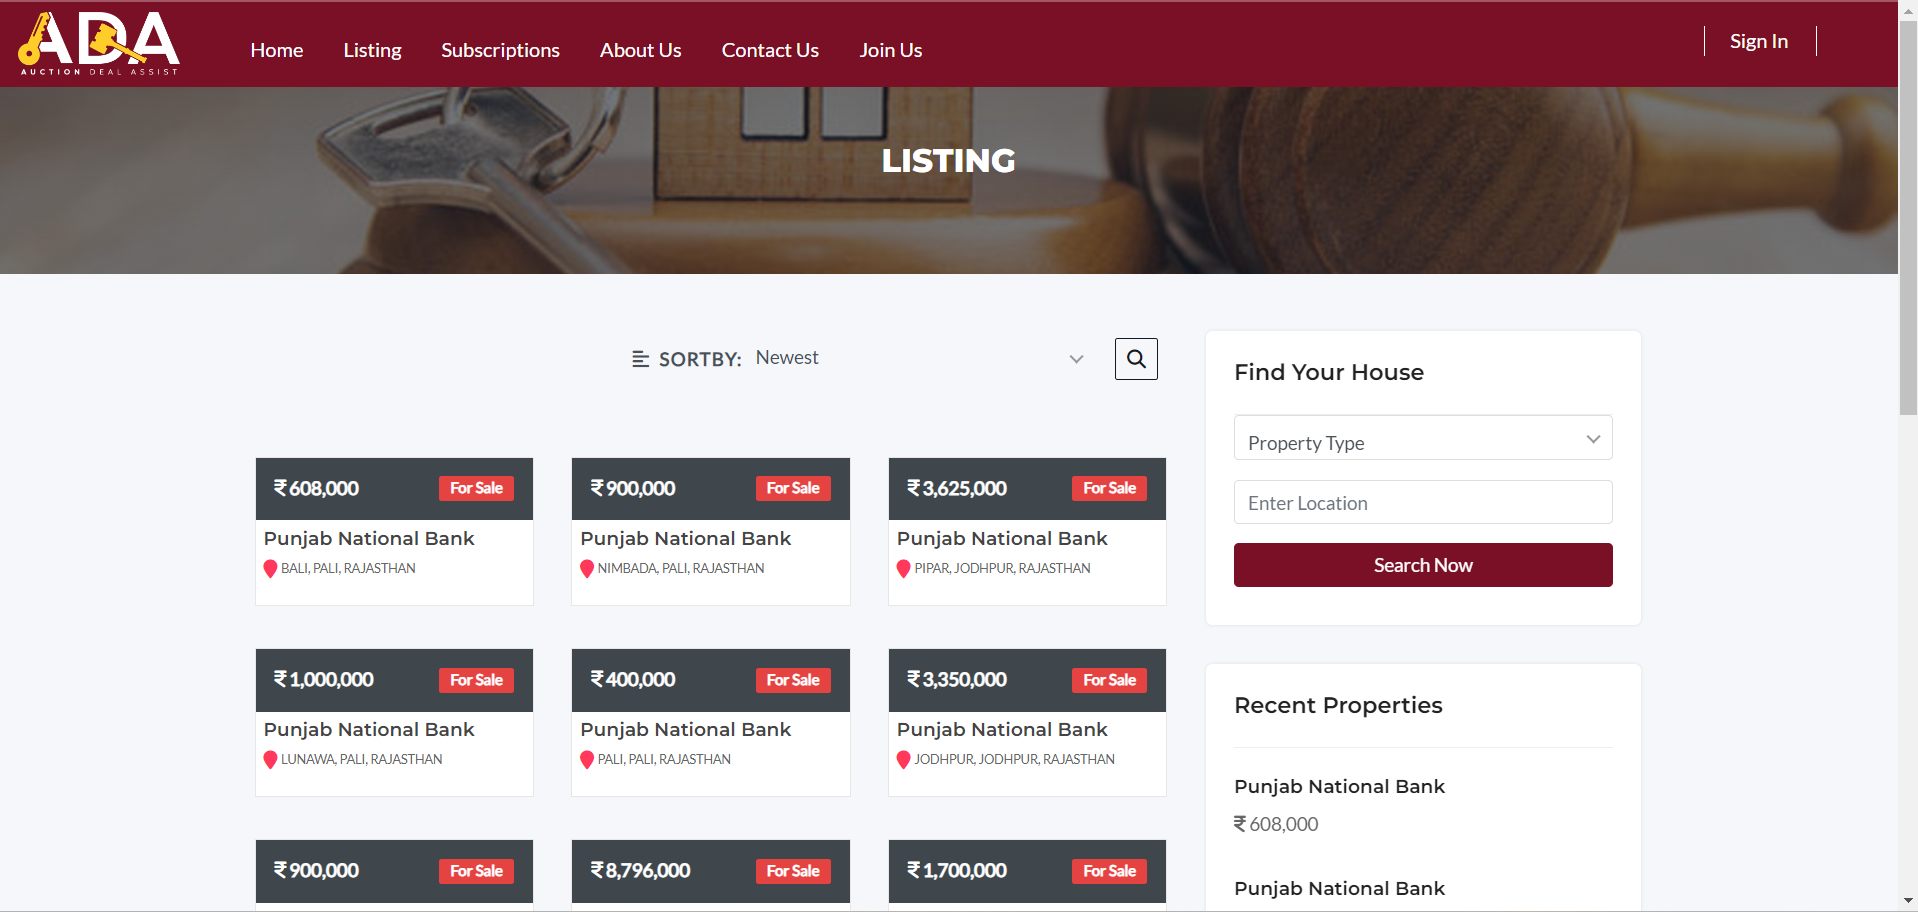 ADA
AUCTION DEAL ASSIST
Home
Listing
Subscriptions
About Us
Contact Us
Join Us
Sign In
LISTING
SORTBY: Newest
₹608,000 For Sale
Punjab National Bank
BALI, PALI, RAJASTHAN
₹900,000 For Sale
Punjab National Bank
NIMBADA, PALI, RAJASTHAN
₹3,625,000 For Sale
Punjab National Bank
PIPAR, JODHPUR, RAJASTHAN
₹1,000,000 For Sale
Punjab National Bank
LUNAWA, PALI, RAJASTHAN
₹400,000 For Sale
Punjab National Bank
PALI, PALI, RAJASTHAN
₹3,350,000 For Sale
Punjab National Bank
JODHPUR, JODHPUR, RAJASTHAN
₹900,000 For Sale
₹8,796,000 For Sale
₹1,700,000 For Sale
Find Your House
Property Type
Enter Location
Search Now
Recent Properties
Punjab National Bank
₹608,000
Punjab National Bank